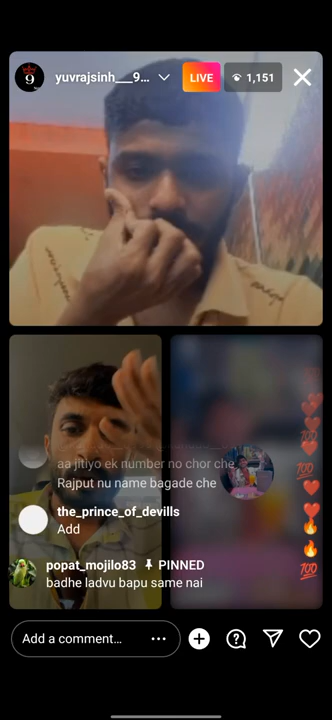 9
yuvrajsinh___9...
LIVE
1,151
aa jitiyo ek number no chor che
Rajput nu name bagade che
the_prince_of_devills
Add
popat_mojilo83 PINNED
badhe ladvu bapu same nai
Add a comment...